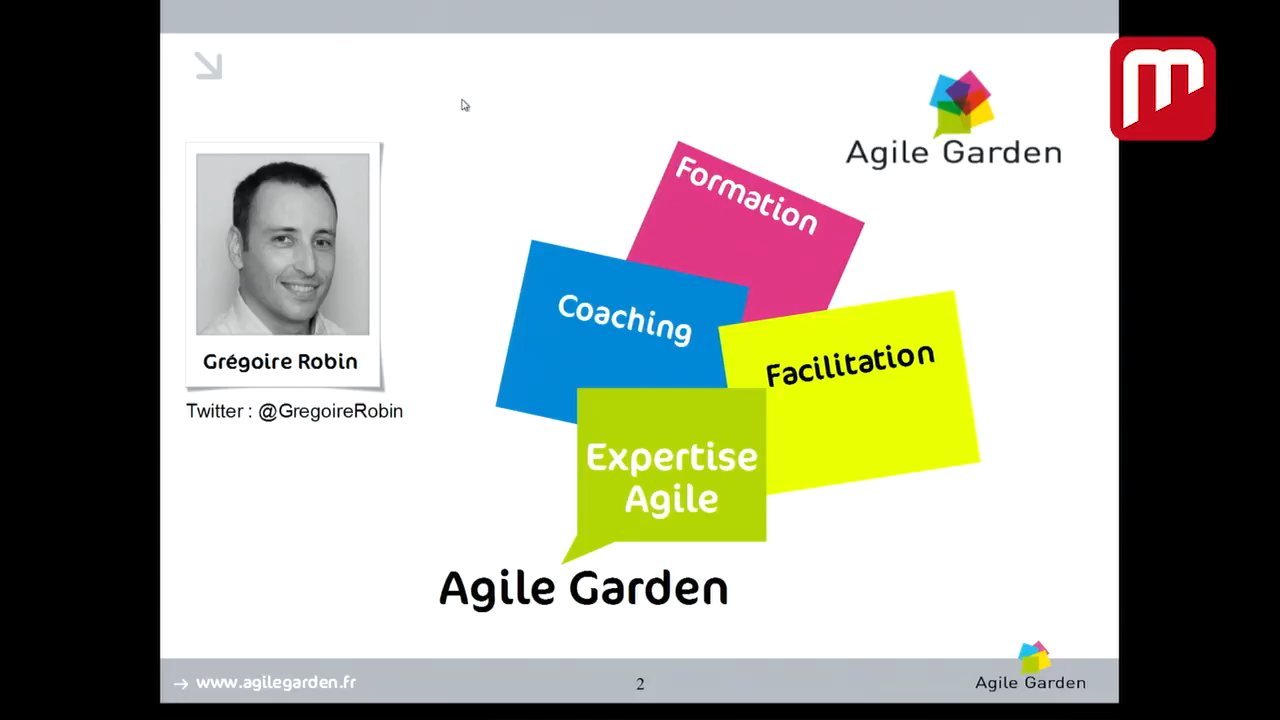 Agile Garden
Formation
Coaching
Facilitation
Grégoire Robin
Twitter : @GregoireRobin
Expertise
Agile
Agile Garden
www.agilegarden.fr
2
Agile Garden